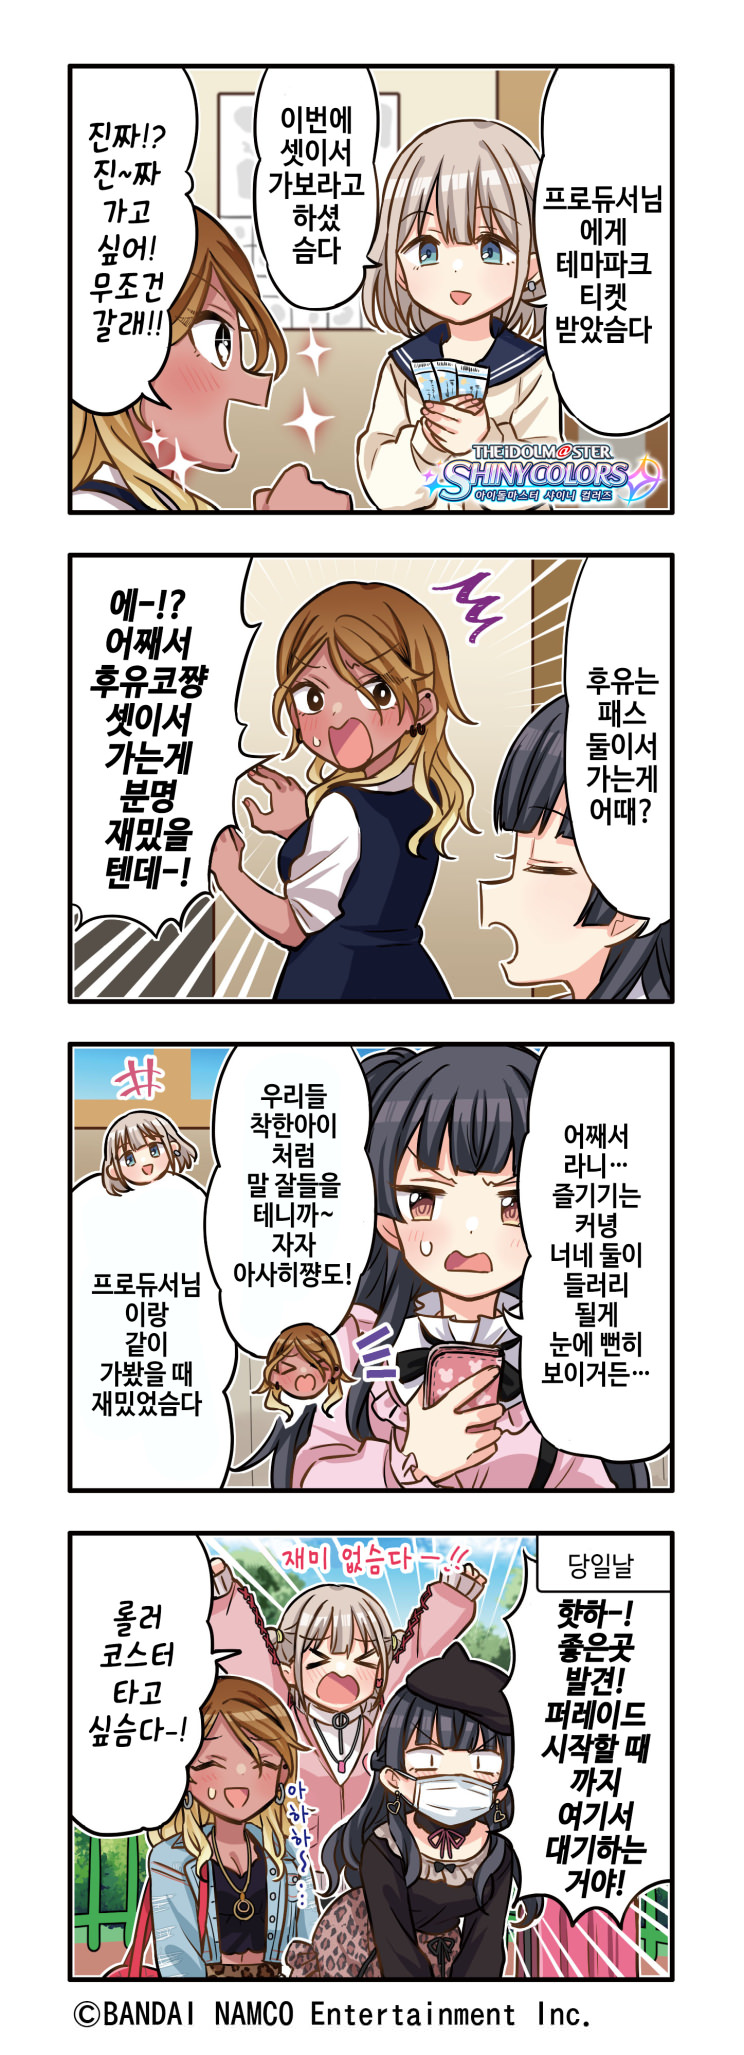 프로듀서님
에게
테마파크
티켓
받았슴다
이번에
셋이서
가보라고
하셨
슴다
진짜!?
진~짜
가고
싶어!
무조건
갈래!!
THE iDOLM@STER
SHINYCOLORS
아이돌마스터 샤이니 컬러즈
후유는
패스
둘이서
가는게
어때?
에-!?
어째서
후유코쨩
셋이서
가는게
분명
재밌을
텐데-!
어째서
라니…
즐기기는
커녕
너네 둘이
들러리
될게
눈에 뻔히
보이거든…
우리들
착한아이
처럼
말 잘들을
테니까~
자자
아사히쨩도!
프로듀서님
이랑
같이
가봤을 때
재밌었슴다
당일날
핫하-!
좋은곳
발견!
퍼레이드
시작할 때
까지
여기서
대기하는
거야!
재미 없슴다ー!!
롤러
코스터
타고
싶슴다-!
아하하~…
©BANDAI NAMCO Entertainment Inc.